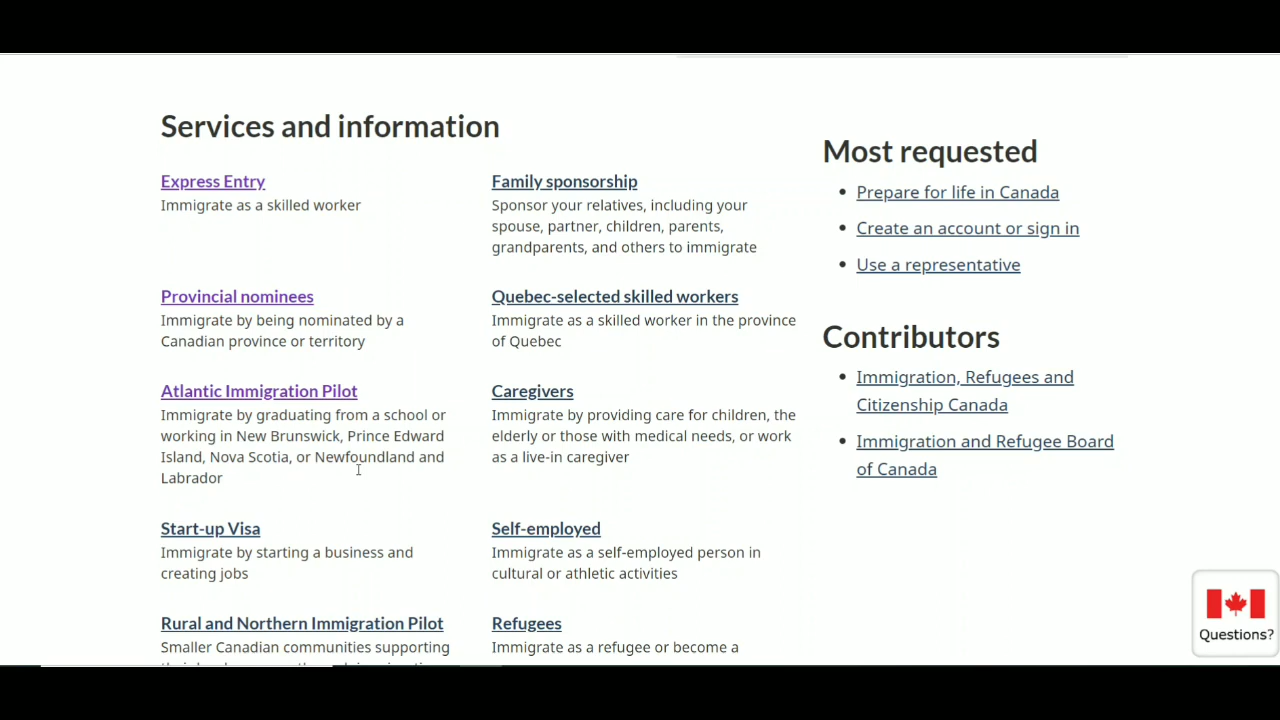 Services and information
Express Entry
Immigrate as a skilled worker
Family sponsorship
Sponsor your relatives, including your
spouse, partner, children, parents,
grandparents, and others to immigrate
Provincial nominees
Immigrate by being nominated by a
Canadian province or territory
Quebec-selected skilled workers
Immigrate as a skilled worker in the province
of Quebec
Atlantic Immigration Pilot
Immigrate by graduating from a school or
working in New Brunswick, Prince Edward
Island, Nova Scotia, or Newfoundland and
Labrador
Caregivers
Immigrate by providing care for children, the
elderly or those with medical needs, or work
as a live-in caregiver
Start-up Visa
Immigrate by starting a business and
creating jobs
Self-employed
Immigrate as a self-employed person in
cultural or athletic activities
Rural and Northern Immigration Pilot
Smaller Canadian communities supporting
Refugees
Immigrate as a refugee or become a
Most requested
Prepare for life in Canada
Create an account or sign in
Use a representative
Contributors
Immigration, Refugees and
Citizenship Canada
Immigration and Refugee Board
of Canada
Questions?